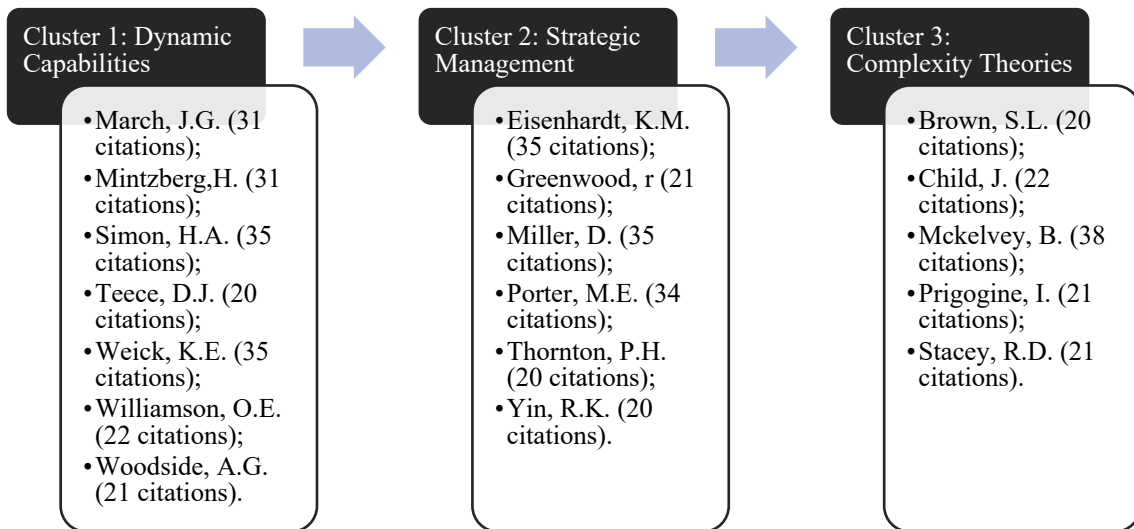 Cluster 1: Dynamic
Capabilities
•March, J.G. (31
citations);
•Mintzberg,H. (31
citations);
•Simon, H.A. (35
citations);
•Teece, D.J. (20
citations);
•Weick, K.E. (35
citations);
•Williamson, O.E.
(22 citations);
•Woodside, A.G.
(21 citations).
Cluster 2: Strategic
Management
•Eisenhardt, K.M.
(35 citations);
•Greenwood, r (21
citations);
•Miller, D. (35
citations);
•Porter, M.E. (34
citations);
•Thornton, P.H.
(20 citations);
•Yin, R.K. (20
citations).
Cluster 3:
Complexity Theories
•Brown, S.L. (20
citations);
•Child, J. (22
citations);
•Mckelvey, B. (38
citations);
•Prigogine, I. (21
citations);
•Stacey, R.D. (21
citations).